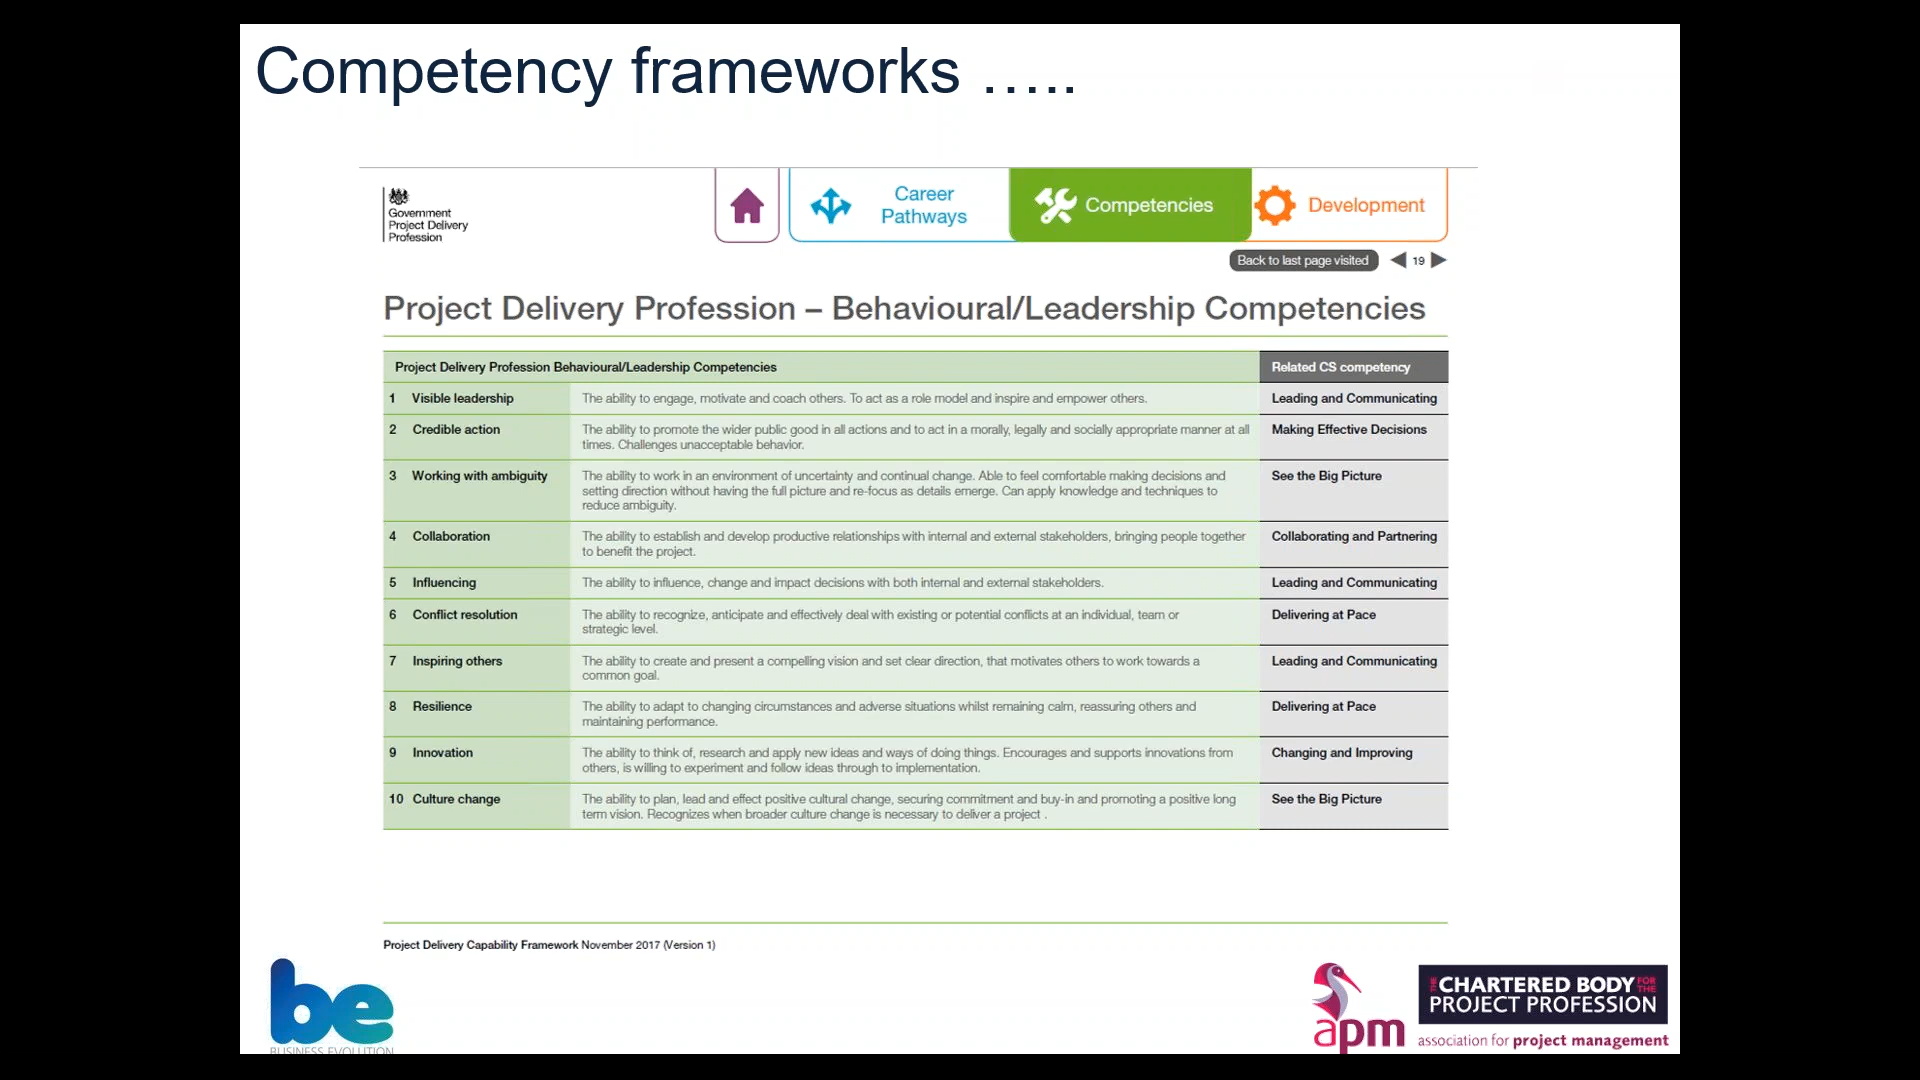 Competency frameworks …..
Government
Project Delivery
Profession
Career
Pathways
Competencies
Development
Back to last page visited
19
Project Delivery Profession – Behavioural/Leadership Competencies
Project Delivery Profession Behavioural/Leadership Competencies
Related CS competency
1 Visible leadership
The ability to engage, motivate and coach others. To act as a role model and inspire and empower others.
Leading and Communicating
2 Credible action
The ability to promote the wider public good in all actions and to act in a morally, legally and socially appropriate manner at all
times. Challenges unacceptable behavior.
Making Effective Decisions
3 Working with ambiguity
The ability to work in an environment of uncertainty and continual change. Able to feel comfortable making decisions and
setting direction without having the full picture and re-focus as details emerge. Can apply knowledge and techniques to
reduce ambiguity.
See the Big Picture
4 Collaboration
The ability to establish and develop productive relationships with internal and external stakeholders, bringing people together
to benefit the project.
Collaborating and Partnering
5 Influencing
The ability to influence, change and impact decisions with both internal and external stakeholders.
Leading and Communicating
6 Conflict resolution
The ability to recognize, anticipate and effectively deal with existing or potential conflicts at an individual, team or
strategic level.
Delivering at Pace
7 Inspiring others
The ability to create and present a compelling vision and set clear direction, that motivates others to work towards a
common goal.
Leading and Communicating
8 Resilience
The ability to adapt to changing circumstances and adverse situations whilst remaining calm, reassuring others and
maintaining performance.
Delivering at Pace
9 Innovation
The ability to think of, research and apply new ideas and ways of doing things. Encourages and supports innovations from
others, is willing to experiment and follow ideas through to implementation.
Changing and Improving
10 Culture change
The ability to plan, lead and effect positive cultural change, securing commitment and buy-in and promoting a positive long
term vision. Recognizes when broader culture change is necessary to deliver a project .
See the Big Picture
Project Delivery Capability Framework November 2017 (Version 1)
be
BUSINESS EVOLUTION
apm
THE CHARTERED BODY FOR THE
PROJECT PROFESSION
association for project management